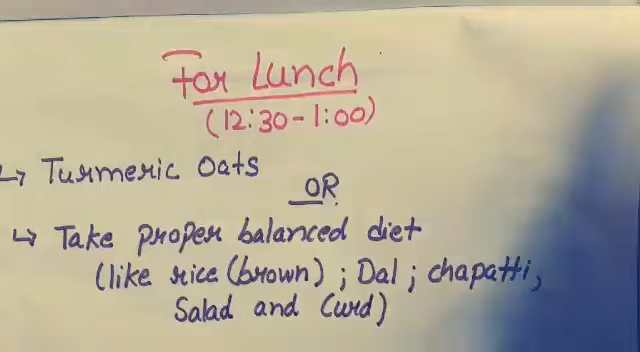 For Lunch
(12:30-1:00)
↳ Turmeric Oats
OR
↳ Take proper balanced diet
(like rice (brown) ; Dal ; chapatti,
Salad and Curd)